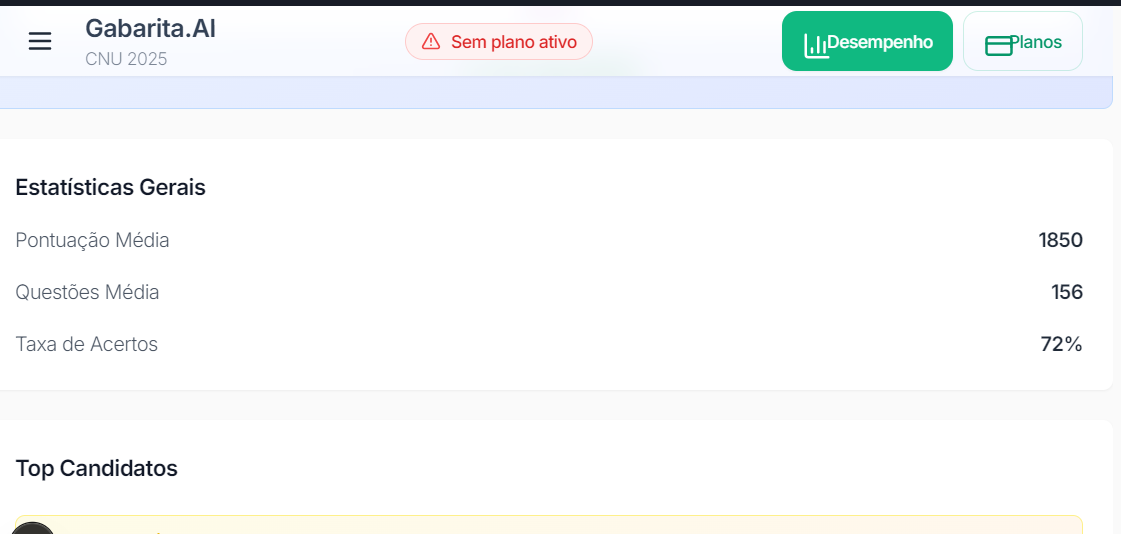 Gabarita.AI
CNU 2025
Sem plano ativo
Desempenho
Planos
Estatísticas Gerais
Pontuação Média 1850
Questões Média 156
Taxa de Acertos 72%
Top Candidatos